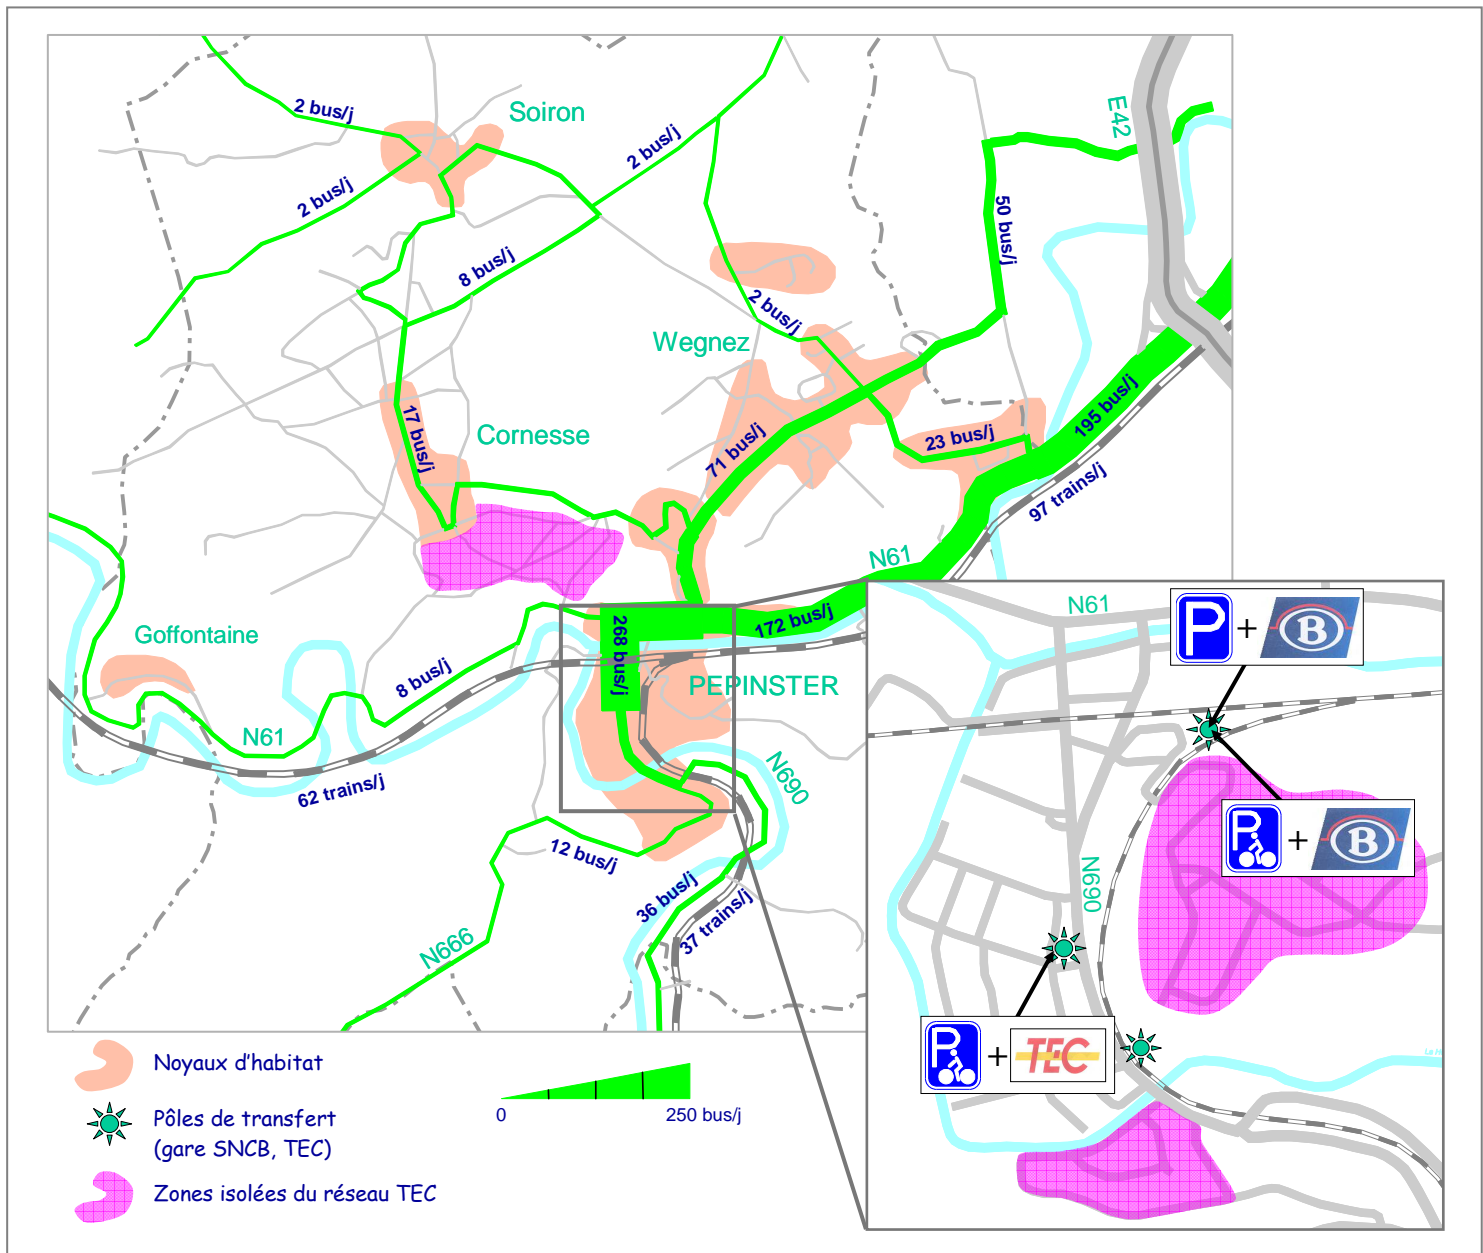 2 bus/j
Soiron
E42
2 bus/j
2 bus/j
50 bus/j
8 bus/j
2 bus/j
Wegnez
17 bus/j
Cornesse
71 bus/j
23 bus/j
195 bus/j
97 trains/j
N61
Goffontaine
268 bus/j
172 bus/j
8 bus/j
PEPINSTER
N61
62 trains/j
N690
12 bus/j
36 bus/j
37 trains/j
N666
N61
P + B
P + B
N690
P + TEC
Noyaux d'habitat
Pôles de transfert
(gare SNCB, TEC)
Zones isolées du réseau TEC
0 250 bus/j